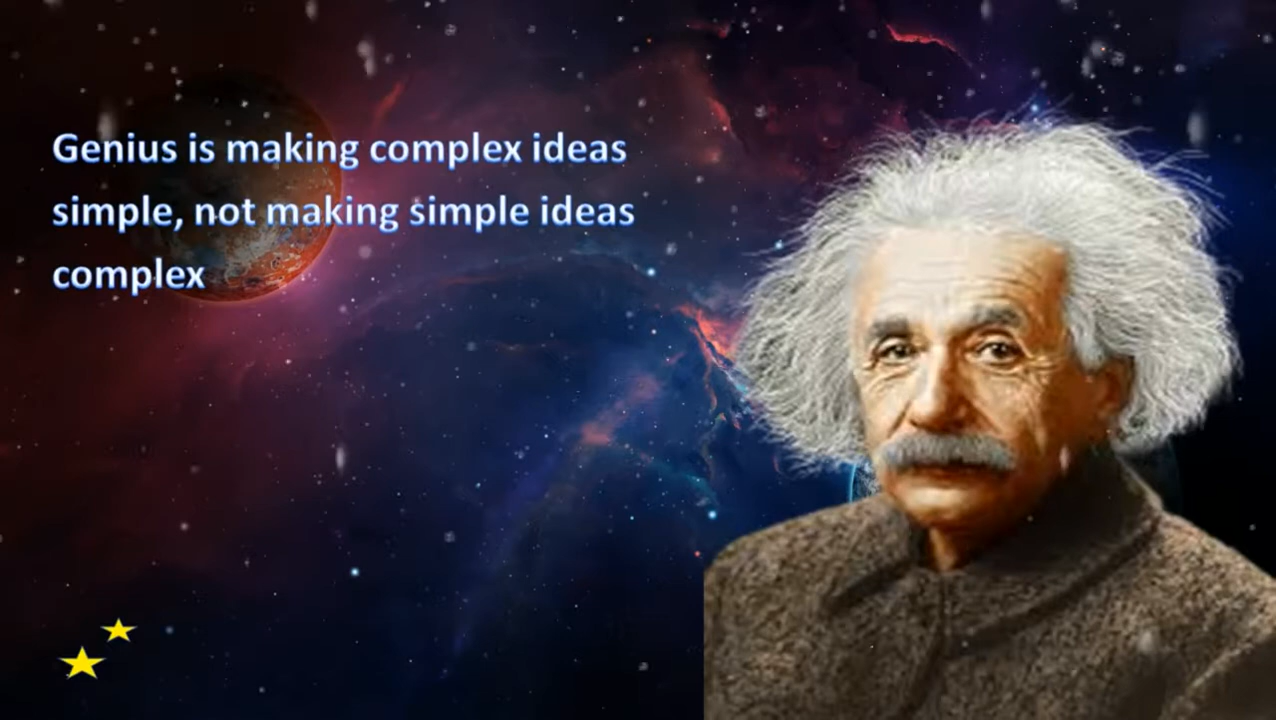 Genius is making complex ideas
simple, not making simple ideas
complex